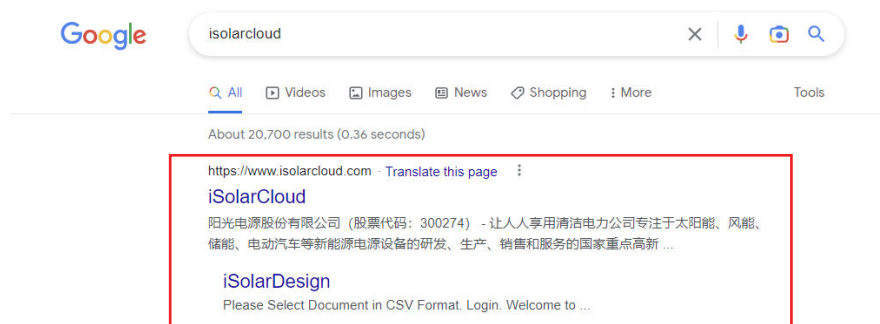 Google
isolarcloud
All Videos Images News Shopping More Tools
About 20,700 results (0.36 seconds)
https://www.isolarcloud.com · Translate this page
iSolarCloud
阳光电源股份有限公司（股票代码：300274） - 让人人享用清洁电力公司专注于太阳能、风能、
储能、电动汽车等新能源电源设备的研发、生产、销售和服务的国家重点高新 ...
iSolarDesign
Please Select Document in CSV Format. Login. Welcome to ...